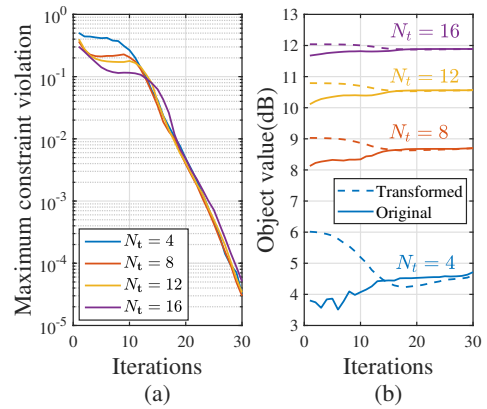 Maximum constraint violation
10^0
10^-1
10^-2
10^-3
10^-4
10^-5
N_t = 4
N_t = 8
N_t = 12
N_t = 16
0 10 20 30
Iterations
(a)
Object value(dB)
13
12
11
10
9
8
7
6
5
4
3
N_t = 16
N_t = 12
N_t = 8
Transformed
Original
N_t = 4
0 10 20 30
Iterations
(b)